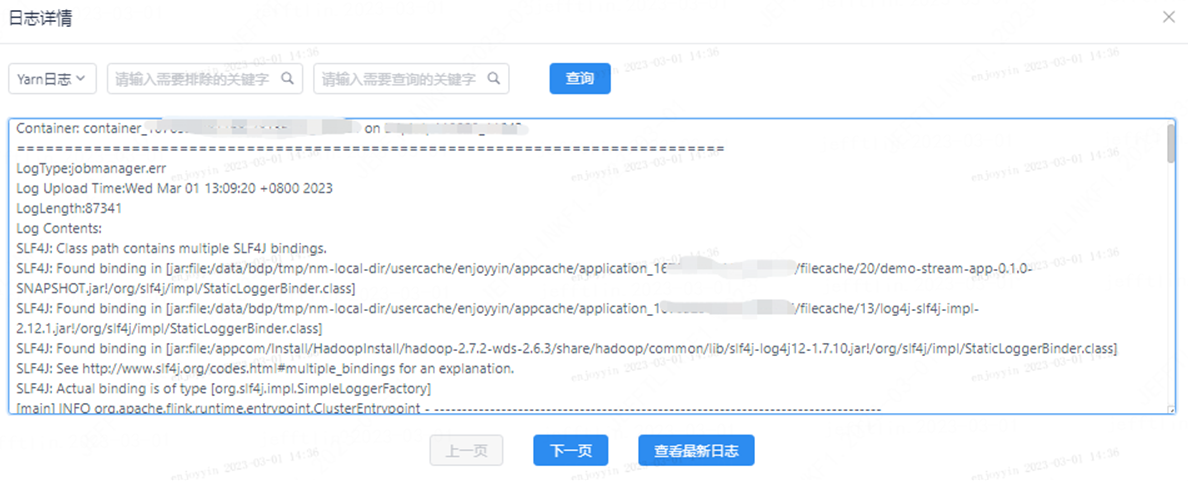 日志详情
Yarn日志 请输入需要排除的关键字 请输入需要查询的关键字 查询
Container: container_ on
==========================================================================
LogType:jobmanager.err
Log Upload Time:Wed Mar 01 13:09:20 +0800 2023
LogLength:87341
Log Contents:
SLF4J: Class path contains multiple SLF4J bindings.
SLF4J: Found binding in [jar:file:/data/bdp/tmp/nm-local-dir/usercache/enjoyyin/appcache/application_16 /filecache/20/demo-stream-app-0.1.0-
SNAPSHOT.jar!/org/slf4j/impl/StaticLoggerBinder.class]
SLF4J: Found binding in [jar:file:/data/bdp/tmp/nm-local-dir/usercache/enjoyyin/appcache/application_ /filecache/13/log4j-slf4j-impl-
2.12.1.jar!/org/slf4j/impl/StaticLoggerBinder.class]
SLF4J: Found binding in [jar:file:/appcom/Install/HadoopInstall/hadoop-2.7.2-wds-2.6.3/share/hadoop/common/lib/slf4j-log4j12-1.7.10.jar!/org/slf4j/impl/StaticLoggerBinder.class]
SLF4J: See http://www.slf4j.org/codes.html#multiple_bindings for an explanation.
SLF4J: Actual binding is of type [org.slf4j.impl.SimpleLoggerFactory]
[main] INFO org.apache.flink.runtime.entrypoint.ClusterEntrypoint - --------------------------------------------------------------------------------
上一页 下一页 查看最新日志
enjoyyin 2023-03-01 14:36